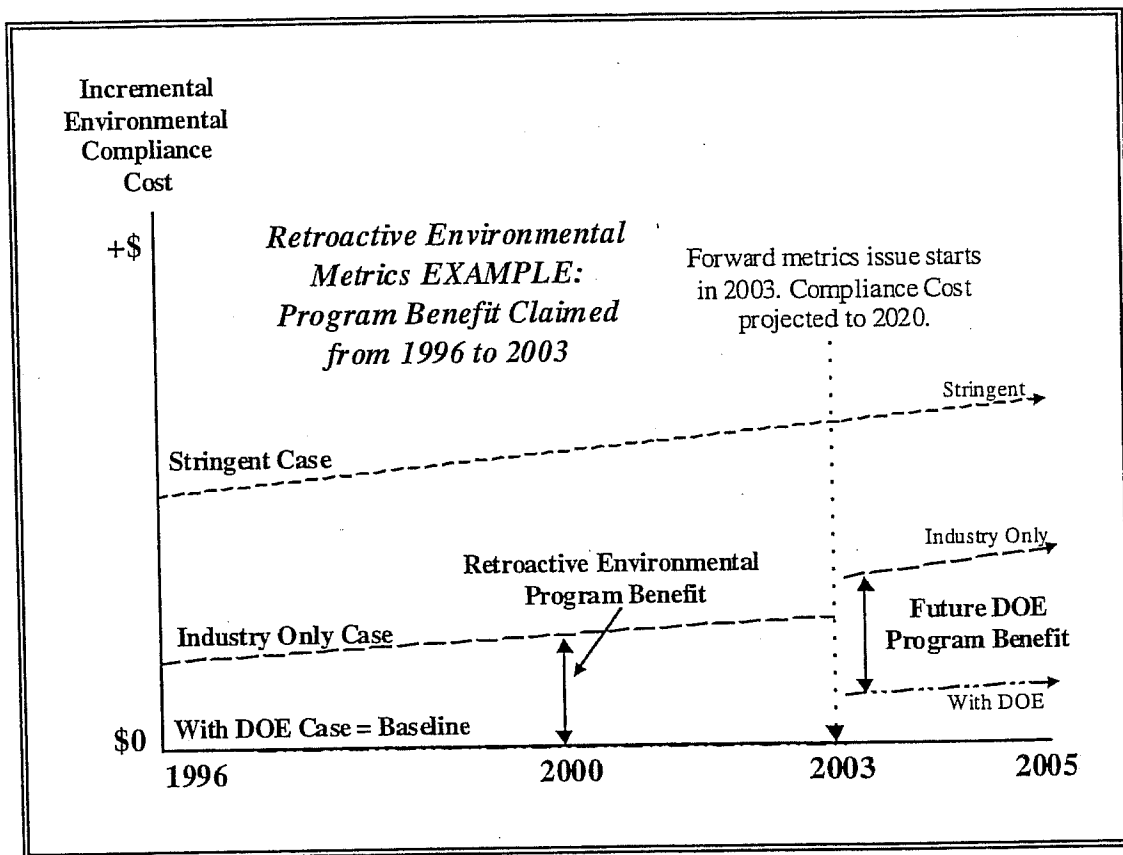 Incremental
Environmental
Compliance
Cost
+$
Retroactive Environmental
Metrics EXAMPLE:
Program Benefit Claimed
from 1996 to 2003
Forward metrics issue starts
in 2003. Compliance Cost
projected to 2020.
Stringent
Stringent Case
Industry Only
Retroactive Environmental
Program Benefit
Future DOE
Program Benefit
Industry Only Case
With DOE
With DOE Case = Baseline
$0
1996
2000
2003
2005